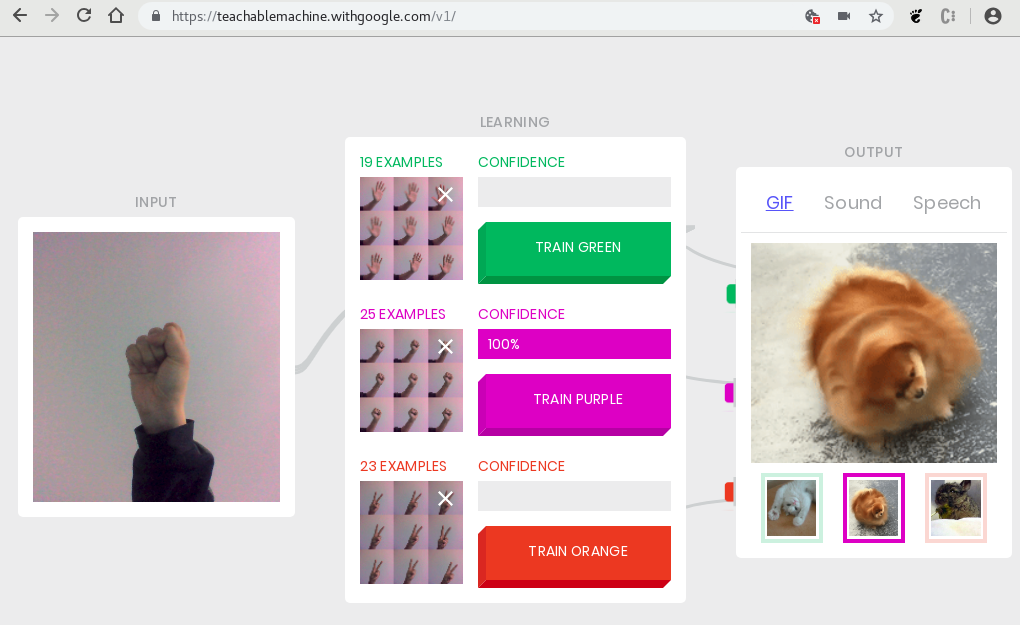 https://teachablemachine.withgoogle.com/v1/
LEARNING
OUTPUT
INPUT
19 EXAMPLES
CONFIDENCE
TRAIN GREEN
25 EXAMPLES
CONFIDENCE
100%
TRAIN PURPLE
23 EXAMPLES
CONFIDENCE
TRAIN ORANGE
GIF Sound Speech